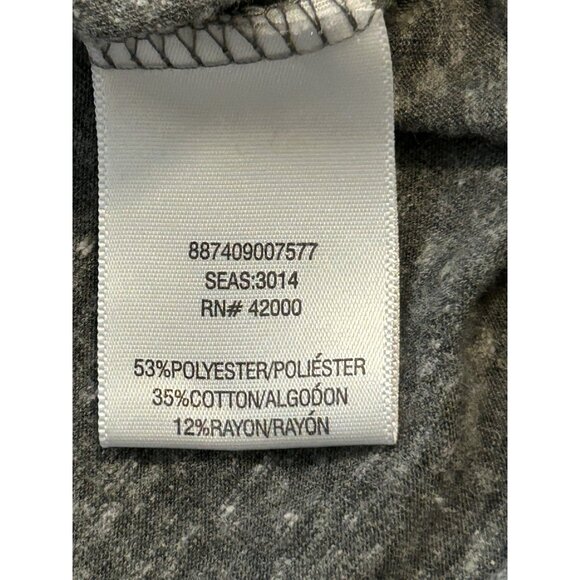 887409007577
SEAS:3014
RN# 42000
53%POLYESTER/POLIÉSTER
35%COTTON/ALGODÓN
12%RAYON/RAYÓN